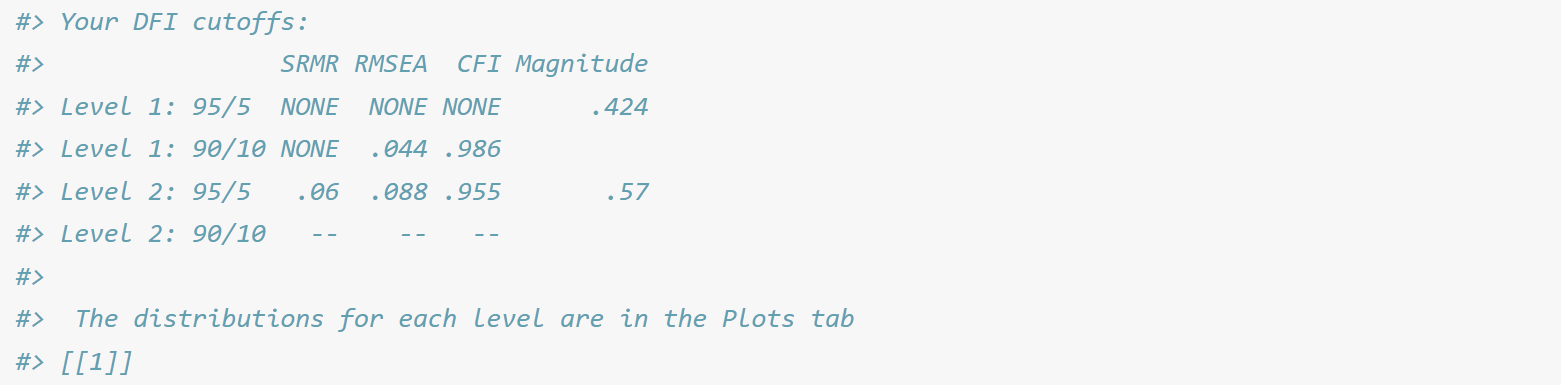 #> Your DFI cutoffs:
#>                SRMR RMSEA  CFI Magnitude
#> Level 1: 95/5  NONE  NONE NONE      .424
#> Level 1: 90/10 NONE  .044 .986
#> Level 2: 95/5   .06  .088 .955       .57
#> Level 2: 90/10   --    --   --
#>
#>  The distributions for each level are in the Plots tab
#> [[1]]